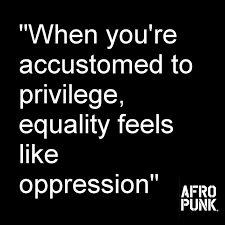 "When you're
accustomed to
privilege,
equality feels
like
oppression"
AFRO
PUNK.